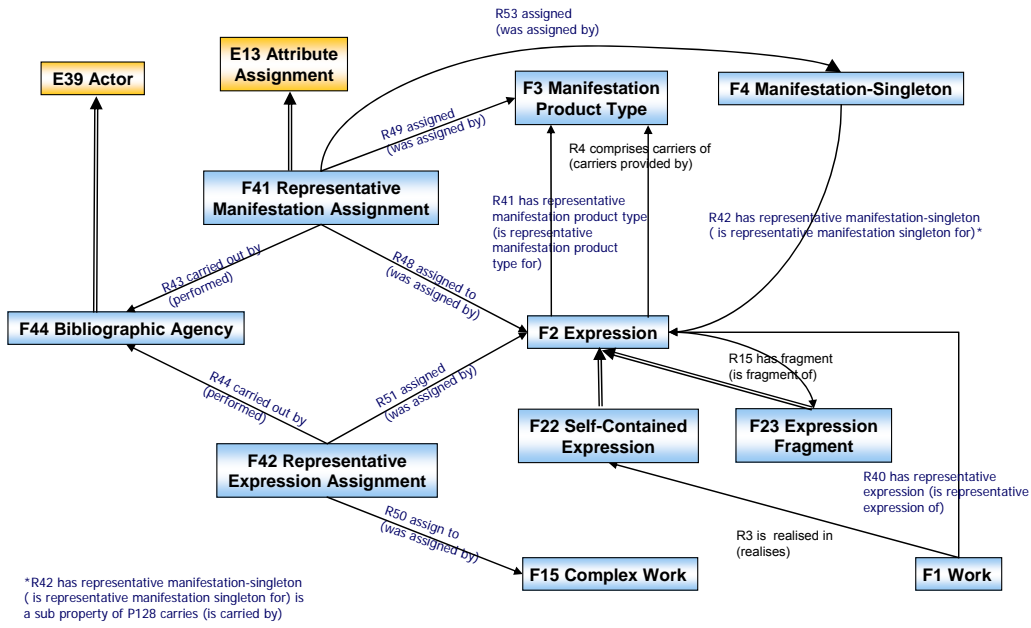 R53 assigned
(was assigned by)
E39 Actor
E13 Attribute
Assignment
F3 Manifestation
Product Type
F4 Manifestation-Singleton
R49 assigned
(was assigned by)
R4 comprises carriers of
(carriers provided by)
F41 Representative
Manifestation Assignment
R41 has representative
manifestation product type
(is representative
manifestation product
type for)
R42 has representative manifestation-singleton
( is representative manifestation singleton for)*
R43 carried out by
(performed)
R48 assigned to
(was assigned by)
F44 Bibliographic Agency
F2 Expression
R15 has fragment
(is fragment of)
R44 carried out by
(performed)
R51 assigned
(was assigned by)
F22 Self-Contained
Expression
F23 Expression
Fragment
F42 Representative
Expression Assignment
R40 has representative
expression (is representative
expression of)
R50 assign to
(was assigned by)
R3 is  realised in
(realises)
F15 Complex Work
F1 Work
*R42 has representative manifestation-singleton
( is representative manifestation singleton for) is
a sub property of P128 carries (is carried by)